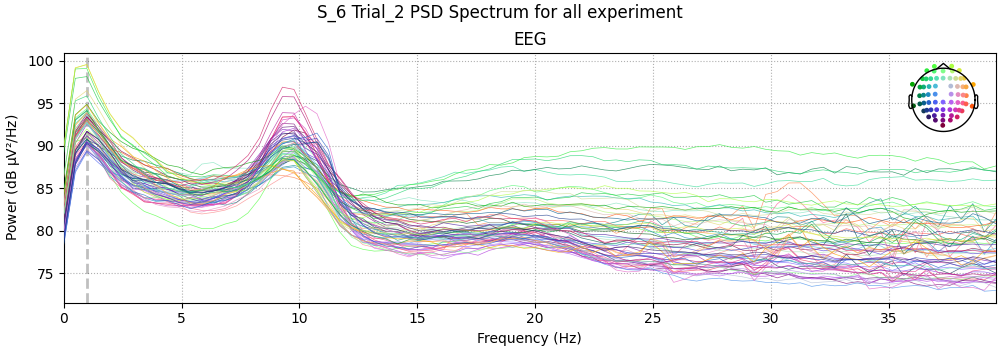 S_6 Trial_2 PSD Spectrum for all experiment
EEG
Power (dB µV²/Hz)
100
95
90
85
80
75
0 5 10 15 20 25 30 35
Frequency (Hz)